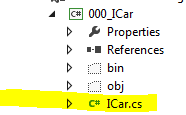 C# 000_ICar
Properties
References
bin
obj
C# ICar.cs